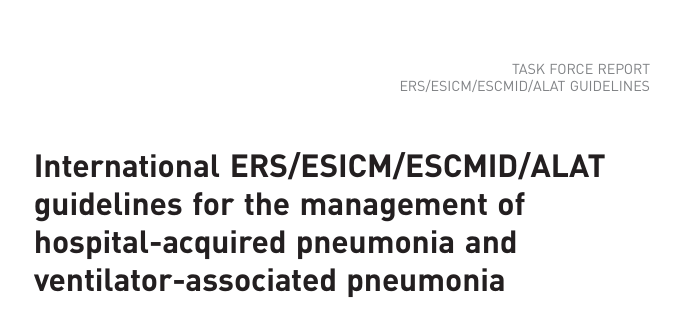 TASK FORCE REPORT
ERS/ESICM/ESCMID/ALAT GUIDELINES
International ERS/ESICM/ESCMID/ALAT
guidelines for the management of
hospital-acquired pneumonia and
ventilator-associated pneumonia